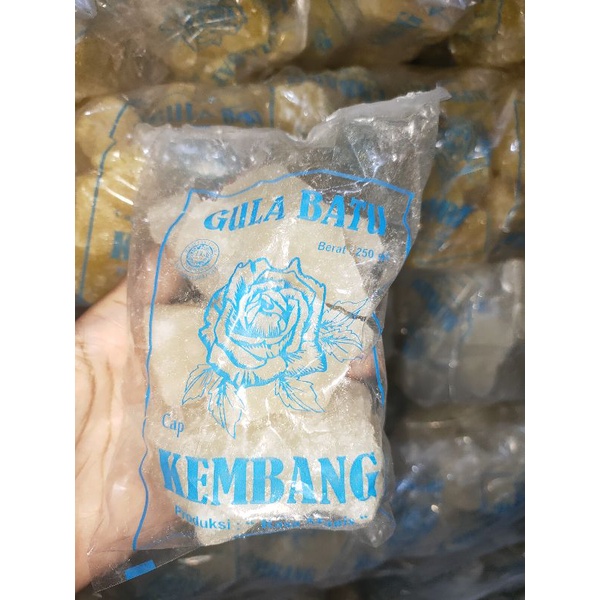 GULA BATU
Berat : 250
Cap
KEMBANG
Produksi :